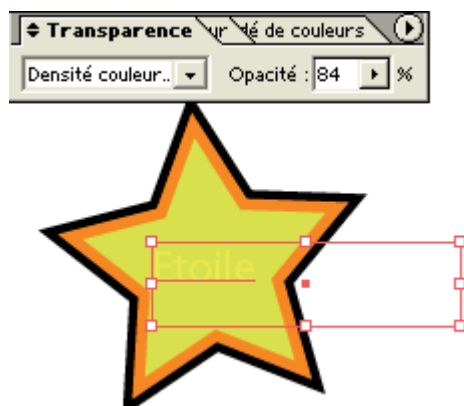 Transparence dé de couleurs
Densité couleur.. Opacité : 84 %
Etoile